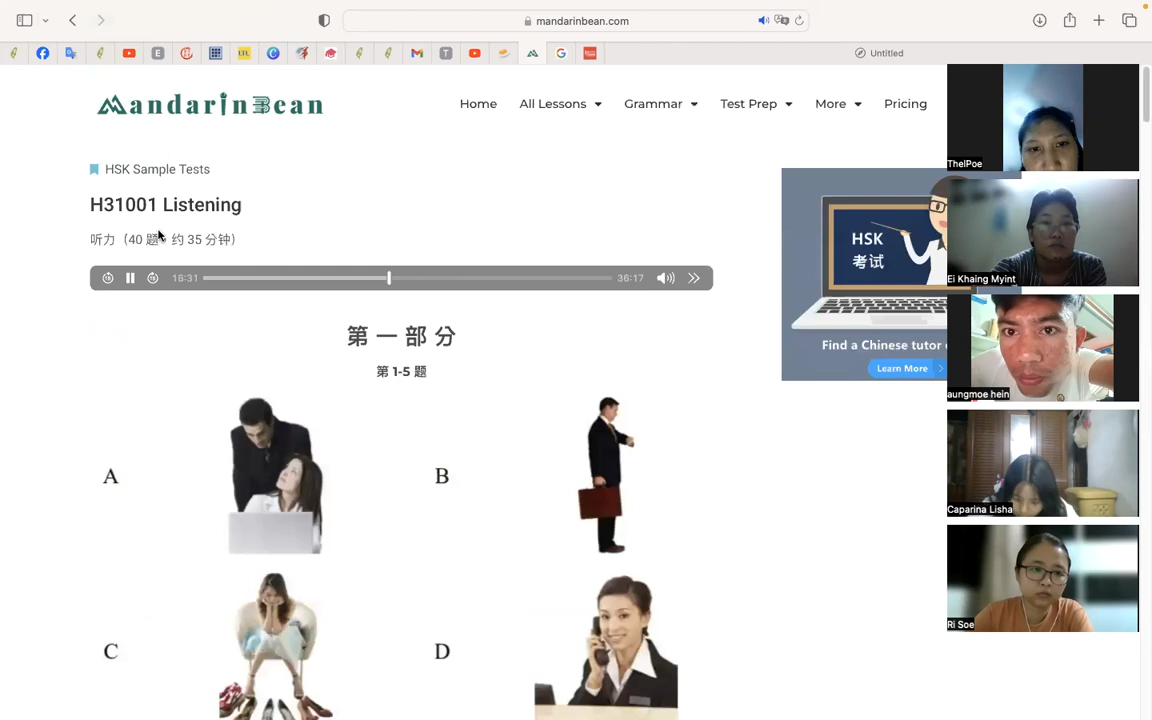 mandarinbean.com
Untitled
MandarinBean
Home
All Lessons
Grammar
Test Prep
More
Pricing
HSK Sample Tests
H31001 Listening
听力（40 题，约 35 分钟）
16:31
36:17
第 一 部 分
第 1-5 题
A
B
C
D
HSK
考试
Find a Chinese tutor
Learn More
ThelPoe
Ei Khaing Myint
aungmoe hein
Caparina Lisha
Ri Soe